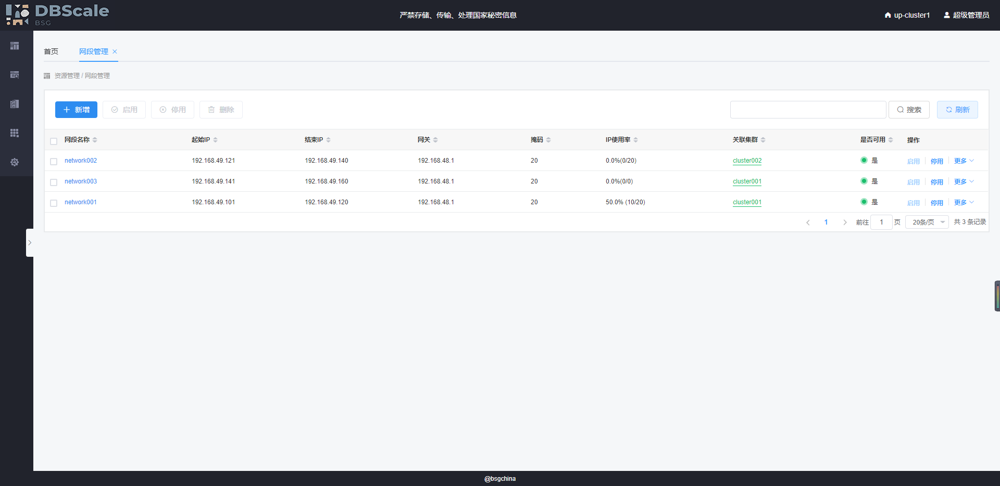 DBScale
BSG
严禁存储、传输、处理国家秘密信息
up-cluster1
超级管理员
首页
网段管理
资源管理 / 网段管理
新增
启用
停用
删除
搜索
刷新
网段名称 起始IP 结束IP 网关 掩码 IP使用率 关联集群 是否可用 操作
network002 192.168.49.121 192.168.49.140 192.168.48.1 20 0.0%(0/20) cluster002 是 启用 停用 更多
network003 192.168.49.141 192.168.49.160 192.168.48.1 20 0.0%(0/0) cluster001 是 启用 停用 更多
network001 192.168.49.101 192.168.49.120 192.168.48.1 20 50.0% (10/20) cluster001 是 启用 停用 更多
1 前往 1 页 20条/页 共 3 条记录
@bsgchina